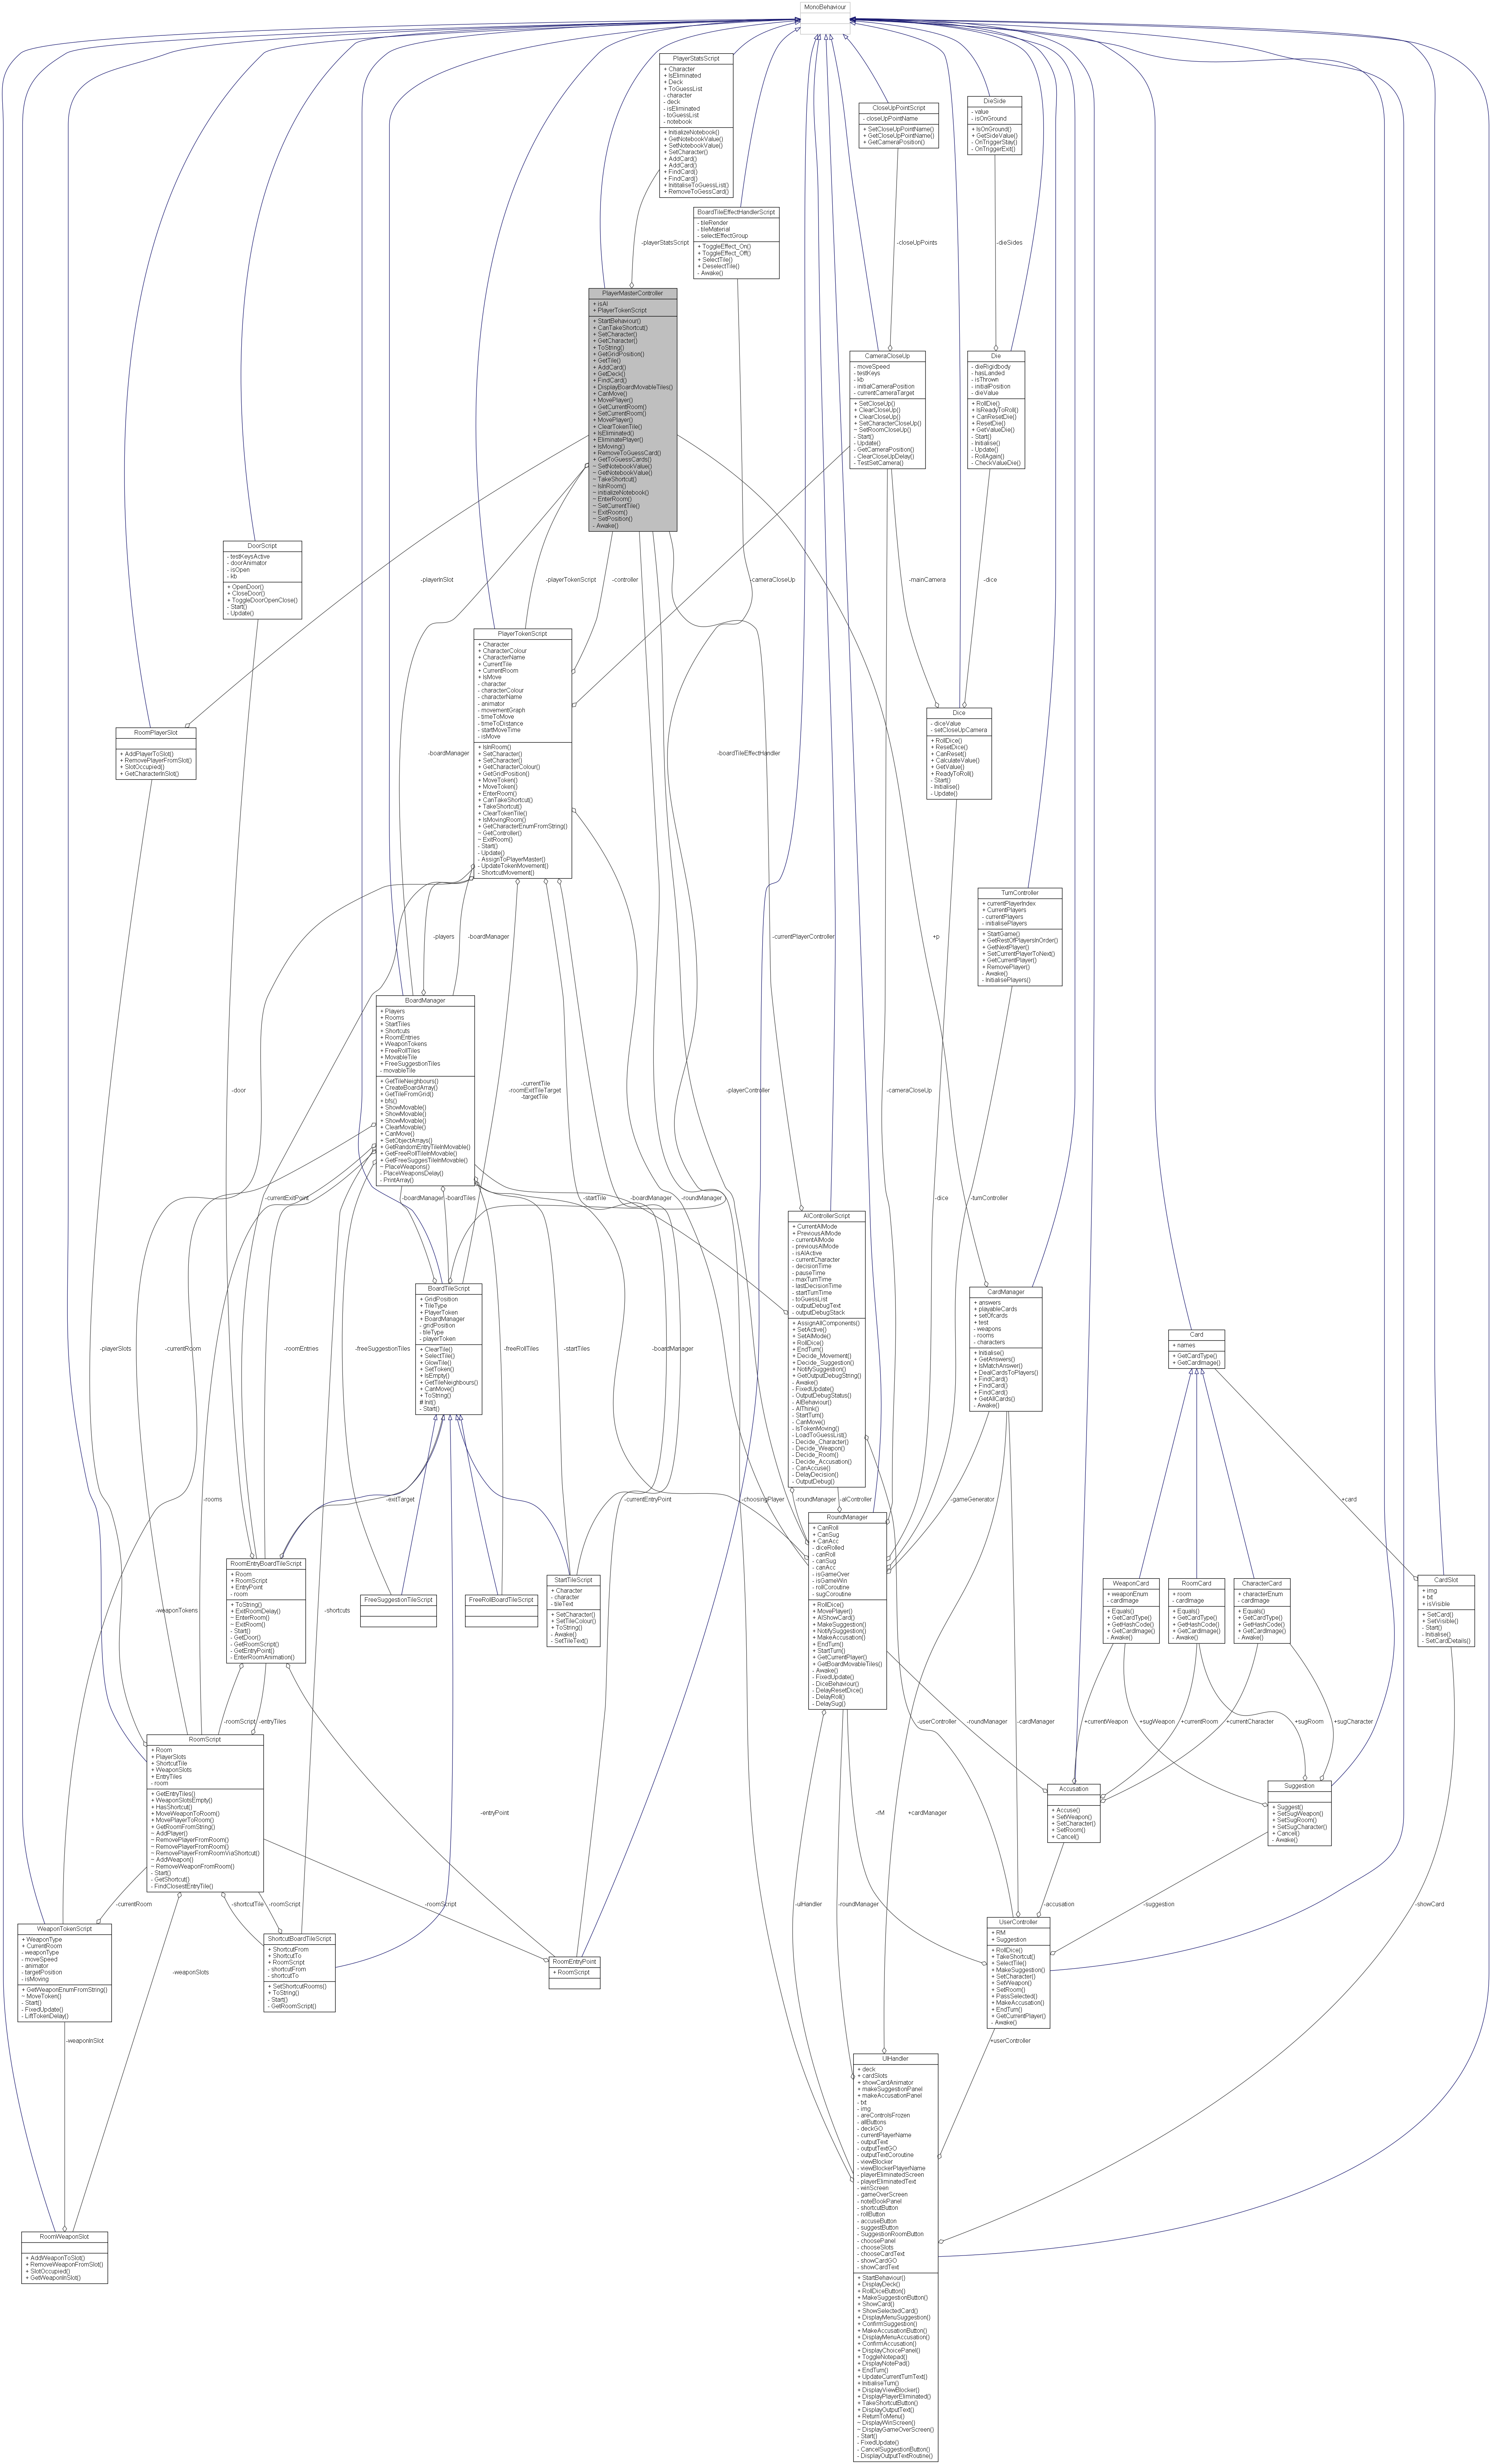 MonoBehaviour
PlayerStatsScript
+ Character
+ IsEliminated
+ Deck
+ ToGuessList
- character
- deck
- isEliminated
- toGuessList
- notebook
+ InitializeNotebook()
+ GetNotebookValue()
+ SetNotebookValue()
+ SetCharacter()
+ AddCard()
+ AddCard()
+ FindCard()
+ FindCard()
+ InititaliseToGuessList()
+ RemoveToGessCard()
CloseUpPointScript
- closeUpPointName
+ SetCloseUpPointName()
+ GetCloseUpPointName()
+ GetCameraPosition()
DieSide
- value
- isOnGround
+ IsOnGround()
+ GetSideValue()
- OnTriggerStay()
- OnTriggerExit()
BoardTileEffectHandlerScript
- tileRender
- tileMaterial
- selectEffectGroup
+ ToggleEffect_On()
+ ToggleEffect_Off()
+ SelectTile()
+ DeselectTile()
- Awake()
-playerStatsScript
-closeUpPoints
-dieSides
PlayerMasterController
+ isAI
+ PlayerTokenScript
+ StartBehaviour()
+ CanTakeShortcut()
+ SetCharacter()
+ GetCharacter()
+ ToString()
+ GetGridPosition()
+ GetTile()
+ AddCard()
+ GetDeck()
+ FindCard()
+ DisplayBoardMovableTiles()
+ CanMove()
+ MovePlayer()
+ GetCurrentRoom()
+ SetCurrentRoom()
+ MovePlayer()
+ ClearTokenTile()
+ IsEliminated()
+ EliminatePlayer()
+ IsMoving()
+ RemoveToGuessCard()
+ GetToGuessCards()
~ SetNotebookValue()
~ GetNotebookValue()
~ TakeShortcut()
~ IsInRoom()
~ initializeNotebook()
~ EnterRoom()
~ SetCurrentTile()
~ ExitRoom()
~ SetPosition()
- Awake()
CameraCloseUp
- moveSpeed
- testKeys
- kb
- initialCameraPosition
- currentCameraTarget
+ SetCloseUp()
+ ClearCloseUp()
+ ClearCloseUp()
+ SetCharacterCloseUp()
~ SetRoomCloseUp()
- Start()
- Update()
- GetCameraPosition()
- ClearCloseUpDelay()
- TestSetCamera()
Die
- dieRigidbody
- hasLanded
- isThrown
- initialPosition
- dieValue
+ RollDie()
+ IsReadyToRoll()
+ CanResetDie()
+ ResetDie()
+ GetValueDie()
- Start()
- Initialise()
- Update()
- RollAgain()
- CheckValueDie()
DoorScript
- testKeysActive
- doorAnimator
- isOpen
- kb
+ OpenDoor()
+ CloseDoor()
+ ToggleDoorOpenClose()
- Start()
- Update()
-playerInSlot
-playerTokenScript
-controller
-cameraCloseUp
-mainCamera
-dice
PlayerTokenScript
+ Character
+ CharacterColour
+ CharacterName
+ CurrentTile
+ CurrentRoom
+ IsMove
- character
- characterColour
- characterName
- animator
- movementGraph
- timeToMove
- timeToDistance
- startMoveTime
- isMove
+ IsInRoom()
+ SetCharacter()
+ SetCharacter()
+ GetCharacterColour()
+ GetGridPosition()
+ MoveToken()
+ MoveToken()
+ EnterRoom()
+ CanTakeShortcut()
+ TakeShortcut()
+ ClearTokenTile()
+ IsMovingRoom()
+ GetCharacterEnumFromString()
~ GetController()
~ ExitRoom()
- Start()
- Update()
- AssignToPlayerMaster()
- UpdateTokenMovement()
- ShortcutMovement()
RoomPlayerSlot
+ AddPlayerToSlot()
+ RemovePlayerFromSlot()
+ SlotOccupied()
+ GetCharacterInSlot()
-boardManager
-boardTileEffectHandler
Dice
- diceValue
- setCloseUpCamera
+ RollDice()
+ ResetDice()
+ CanReset()
+ CalculateValue()
+ GetValue()
+ ReadyToRoll()
- Start()
- Initialise()
- Update()
TurnController
+ currentPlayerIndex
+ CurrentPlayers
- currentPlayers
- initialisePlayers
+ StartGame()
+ GetRestOfPlayersInOrder()
+ GetNextPlayer()
+ SetCurrentPlayerToNext()
+ GetCurrentPlayer()
+ RemovePlayer()
- Awake()
- InitialisePlayers()
-players
-boardManager
-currentPlayerController
+p
BoardManager
+ Players
+ Rooms
+ StartTiles
+ Shortcuts
+ RoomEntries
+ WeaponTokens
+ FreeRollTiles
+ MovableTile
+ FreeSuggestionTiles
- movableTile
+ GetTileNeighbours()
+ CreateBoardArray()
+ GetTileFromGrid()
+ bfs()
+ ShowMovable()
+ ShowMovable()
+ ShowMovable()
+ ClearMovable()
+ CanMove()
+ SetObjectArrays()
+ GetRandomEntryTileInMovable()
+ GetFreeRollTileInMovable()
+ GetFreeSuggesTileInMovable()
~ PlaceWeapons()
- PlaceWeaponsDelay()
- PrintArray()
-door
-currentTile
-roomExitTileTarget
-targetTile
-playerController
-cameraCloseUp
-currentExitPoint
-boardManager
-boardTiles
-startTile
-boardManager
-roundManager
-dice
-turnController
AIControllerScript
+ CurrentAIMode
+ PreviousAIMode
- currentAIMode
- previousAIMode
- isAIActive
- currentCharacter
- decisionTime
- pauseTime
- maxTurnTime
- lastDecisionTime
- startTurnTime
- toGuessList
- outputDebugText
- outputDebugStack
+ AssignAllComponents()
+ SetActive()
+ SetAIMode()
+ RollDice()
+ EndTurn()
+ Decide_Movement()
+ Decide_Suggestion()
+ NotifySuggestion()
+ GetOutputDebugString()
- Awake()
- FixedUpdate()
- OutputDebugStatus()
- AIBehaviour()
- AIThink()
- StartTurn()
- CanMove()
- IsTokenMoving()
- LoadToGuessList()
- Decide_Character()
- Decide_Weapon()
- Decide_Room()
- Decide_Accusation()
- CanAccuse()
- DelayDecision()
- OutputDebug()
BoardTileScript
+ GridPosition
+ TileType
+ PlayerToken
+ BoardManager
- gridPosition
- tileType
- playerToken
+ ClearTile()
+ SelectTile()
+ GlowTile()
+ SetToken()
+ IsEmpty()
+ GetTileNeighbours()
+ CanMove()
+ ToString()
# Init()
- Start()
CardManager
+ answers
+ playableCards
+ setOfcards
+ test
- weapons
- rooms
- characters
+ Initialise()
+ GetAnswers()
+ IsMatchAnswer()
+ DealCardsToPlayers()
+ FindCard()
+ FindCard()
+ FindCard()
+ GetAllCards()
- Awake()
Card
+ names
+ GetCardType()
+ GetCardImage()
-playerSlots
-currentRoom
-roomEntries
-freeSuggestionTiles
-freeRollTiles
-startTiles
-boardManager
-rooms
-exitTarget
-currentEntryPoint
-choosingPlayer
-roundManager
-aIController
-gameGenerator
+card
RoundManager
+ CanRoll
+ CanSug
+ CanAcc
- diceRolled
- canRoll
- canSug
- canAcc
- isGameOver
- isGameWin
- rollCoroutine
- sugCoroutine
+ RollDice()
+ MovePlayer()
+ AIShowCard()
+ MakeSuggestion()
+ NotifySuggestion()
+ MakeAccusation()
+ EndTurn()
+ StartTurn()
+ GetCurrentPlayer()
+ GetBoardMovableTiles()
- Awake()
- FixedUpdate()
- DiceBehaviour()
- DelayResetDice()
- DelayRoll()
- DelaySug()
RoomEntryBoardTileScript
+ Room
+ RoomScript
+ EntryPoint
- room
+ ToString()
+ ExitRoomDelay()
~ EnterRoom()
~ ExitRoom()
- Start()
- GetDoor()
- GetRoomScript()
- GetEntryPoint()
- EnterRoomAnimation()
FreeSuggestionTileScript
FreeRollBoardTileScript
StartTileScript
+ Character
- character
- tileText
+ SetCharacter()
+ SetTileColour()
+ ToString()
- Awake()
- SetTileText()
WeaponCard
+ weaponEnum
- cardImage
+ Equals()
+ GetCardType()
+ GetHashCode()
+ GetCardImage()
- Awake()
RoomCard
+ room
- cardImage
+ Equals()
+ GetCardType()
+ GetHashCode()
+ GetCardImage()
- Awake()
CharacterCard
+ characterEnum
- cardImage
+ Equals()
+ GetCardType()
+ GetHashCode()
+ GetCardImage()
- Awake()
CardSlot
+ img
+ txt
+ isVisible
+ SetCard()
+ SetVisible()
- Start()
- Initialise()
- SetCardDetails()
-weaponTokens
-shortcuts
-roomScript
-entryTiles
-userController
-roundManager
-cardManager
+currentWeapon
+sugWeapon
+currentRoom
+currentCharacter
+sugRoom
+sugCharacter
RoomScript
+ Room
+ PlayerSlots
+ ShortcutTile
+ WeaponSlots
+ EntryTiles
- room
+ GetEntryTiles()
+ WeaponSlotsEmpty()
+ HasShortcut()
+ MoveWeaponToRoom()
+ MovePlayerToRoom()
+ GetRoomFromString()
~ AddPlayer()
~ RemovePlayerFromRoom()
~ RemovePlayerFromRoom()
~ RemovePlayerFromRoomViaShortcut()
~ AddWeapon()
~ RemoveWeaponFromRoom()
- Start()
- GetShortcut()
- FindClosestEntryTile()
-entryPoint
-rM
+cardManager
Accusation
+ Accuse()
+ SetWeapon()
+ SetCharacter()
+ SetRoom()
+ Cancel()
Suggestion
+ Suggest()
+ SetSugWeapon()
+ SetSugRoom()
+ SetSugCharacter()
+ Cancel()
- Awake()
-currentRoom
-shortcutTile
-roomScript
-roomScript
-uIHandler
-roundManager
-accusation
-suggestion
-showCard
WeaponTokenScript
+ WeaponType
+ CurrentRoom
- weaponType
- moveSpeed
- animator
- targetPosition
- isMoving
+ GetWeaponEnumFromString()
~ MoveToken()
- Start()
- FixedUpdate()
- LiftTokenDelay()
ShortcutBoardTileScript
+ ShortcutFrom
+ ShortcutTo
+ RoomScript
- shortcutFrom
- shortcutTo
+ SetShortcutRooms()
+ ToString()
- Start()
- GetRoomScript()
RoomEntryPoint
+ RoomScript
UserController
+ RM
+ Suggestion
+ RollDice()
+ TakeShortcut()
+ SelectTile()
+ MakeSuggestion()
+ SetCharacter()
+ SetWeapon()
+ SetRoom()
+ PassSelected()
+ MakeAccusation()
+ EndTurn()
+ GetCurrentPlayer()
- Awake()
-weaponSlots
-weaponInSlot
+userController
RoomWeaponSlot
+ AddWeaponToSlot()
+ RemoveWeaponFromSlot()
+ SlotOccupied()
+ GetWeaponInSlot()
UIHandler
+ deck
+ cardSlots
+ showCardAnimator
+ makeSuggestionPanel
+ makeAccusationPanel
- txt
- img
- areControlsFrozen
- allButtons
- deckGO
- currentPlayerName
- outputText
- outputTextGO
- outputTextCoroutine
- viewBlocker
- viewBlockerPlayerName
- playerEliminatedScreen
- playerEliminatedText
- winScreen
- gameOverScreen
- noteBookPanel
- shortcutButton
- rollButton
- accuseButton
- suggestButton
- SuggestionRoomButton
- choosePanel
- chooseSlots
- chooseCardText
- showCardGO
- showCardText
+ StartBehaviour()
+ DisplayDeck()
+ RollDiceButton()
+ MakeSuggestionButton()
+ ShowCard()
+ ShowSelectedCard()
+ DisplayMenuSuggestion()
+ ConfirmSuggestion()
+ MakeAccusationButton()
+ DisplayMenuAccusation()
+ ConfirmAccusation()
+ DisplayChoicePanel()
+ ToggleNotepad()
+ DisplayNotePad()
+ EndTurn()
+ UpdateCurrentTurnText()
+ InitialiseTurn()
+ DisplayViewBlocker()
+ DisplayPlayerEliminated()
+ TakeShortcutButton()
+ DisplayOutputText()
+ ReturnToMenu()
~ DisplayWinScreen()
~ DisplayGameOverScreen()
- Start()
- FixedUpdate()
- CancelSuggestionButton()
- DisplayOutputTextRoutine()